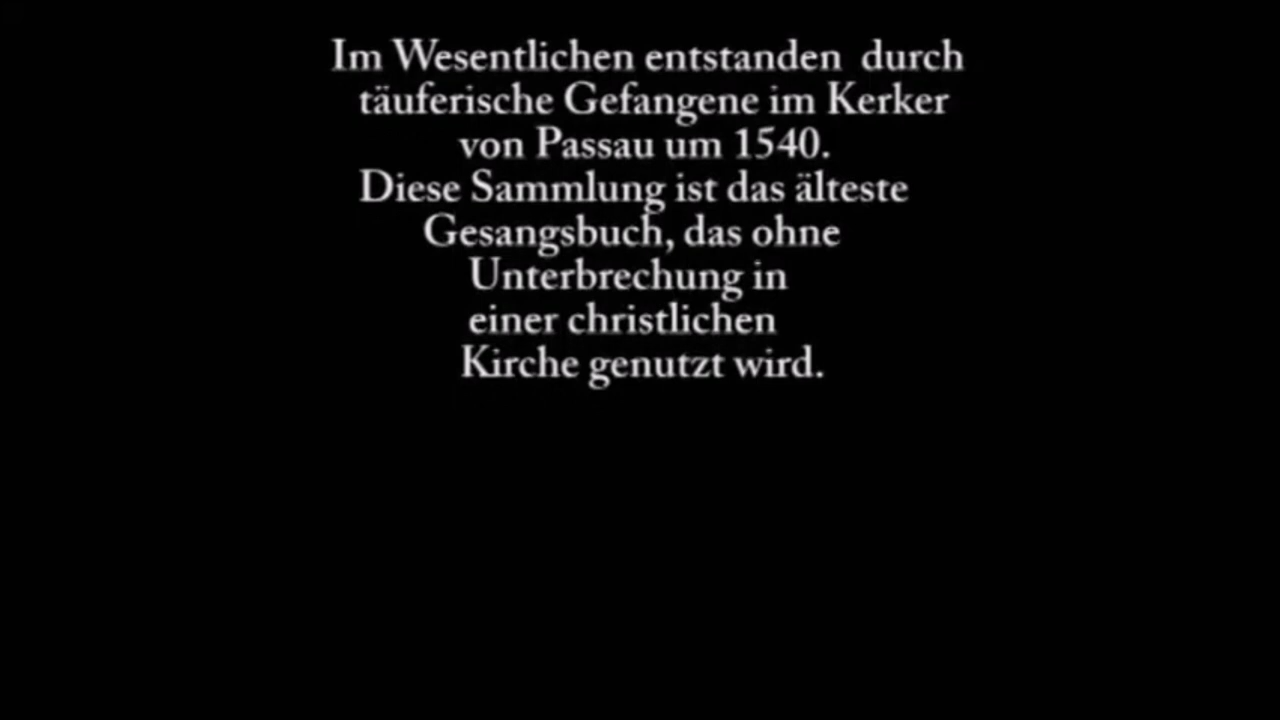 Im Wesentlichen entstanden durch
täuferische Gefangene im Kerker
von Passau um 1540.
Diese Sammlung ist das älteste
Gesangsbuch, das ohne
Unterbrechung in
einer christlichen
Kirche genutzt wird.